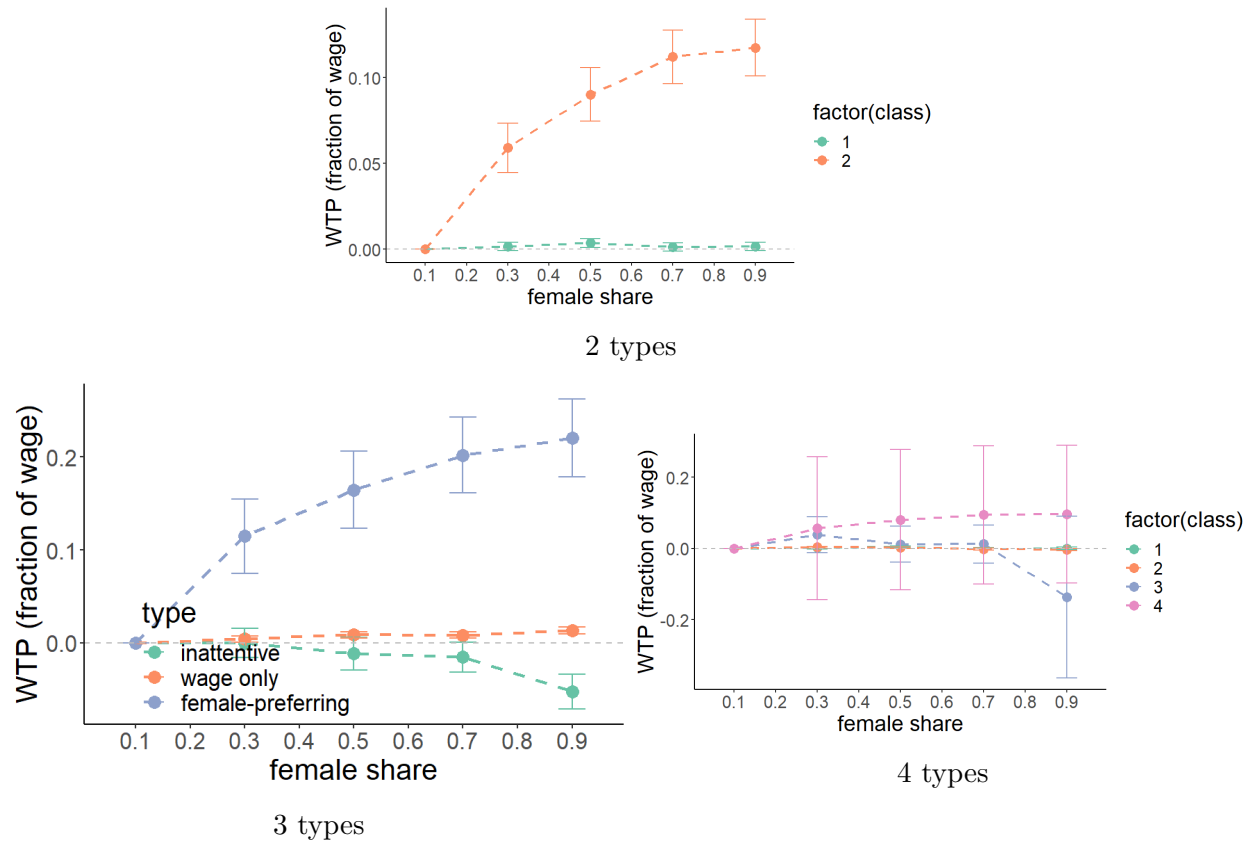 WTP (fraction of wage)
0.10
0.05
0.00
0.1 0.2 0.3 0.4 0.5 0.6 0.7 0.8 0.9
female share
factor(class)
1
2
2 types
WTP (fraction of wage)
0.2
0.1
0.0
type
inattentive
wage only
female-preferring
0.1 0.2 0.3 0.4 0.5 0.6 0.7 0.8 0.9
female share
3 types
WTP (fraction of wage)
0.2
0.0
-0.2
0.1 0.2 0.3 0.4 0.5 0.6 0.7 0.8 0.9
female share
factor(class)
1
2
3
4
4 types